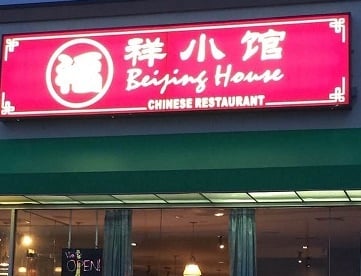 福
祥小馆
Beijing House
CHINESE RESTAURANT
OPEN!